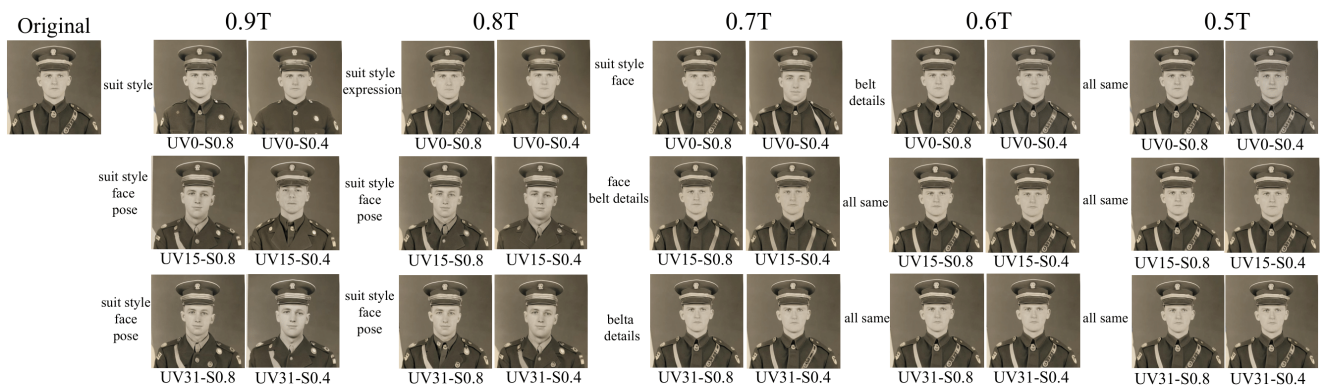 Original
0.9T
0.8T
0.7T
0.6T
0.5T
suit style
UV0-S0.8
UV0-S0.4
suit style
expression
UV0-S0.8
UV0-S0.4
suit style
face
UV0-S0.8
UV0-S0.4
belt
details
UV0-S0.8
UV0-S0.4
all same
UV0-S0.8
UV0-S0.4
suit style
face
pose
UV15-S0.8
UV15-S0.4
suit style
face
pose
UV15-S0.8
UV15-S0.4
face
belt details
UV15-S0.8
UV15-S0.4
all same
UV15-S0.8
UV15-S0.4
all same
UV15-S0.8
UV15-S0.4
suit style
face
pose
UV31-S0.8
UV31-S0.4
suit style
face
pose
UV31-S0.8
UV31-S0.4
belta
details
UV31-S0.8
UV31-S0.4
all same
UV31-S0.8
UV31-S0.4
all same
UV31-S0.8
UV31-S0.4